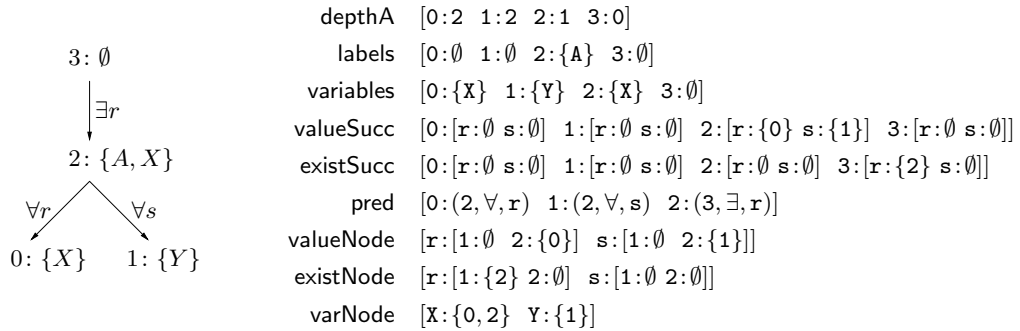 3: ∅
∃r
2: {A, X}
∀r
∀s
0: {X}
1: {Y}
depthA [0:2 1:2 2:1 3:0]
labels [0:∅ 1:∅ 2:{A} 3:∅]
variables [0:{X} 1:{Y} 2:{X} 3:∅]
valueSucc [0:[r:∅ s:∅] 1:[r:∅ s:∅] 2:[r:{0} s:{1}] 3:[r:∅ s:∅]]
existSucc [0:[r:∅ s:∅] 1:[r:∅ s:∅] 2:[r:∅ s:∅] 3:[r:{2} s:∅]]
pred [0:(2,∀,r) 1:(2,∀,s) 2:(3,∃,r)]
valueNode [r:[1:∅ 2:{0}] s:[1:∅ 2:{1}]]
existNode [r:[1:{2} 2:∅] s:[1:∅ 2:∅]]
varNode [X:{0,2} Y:{1}]